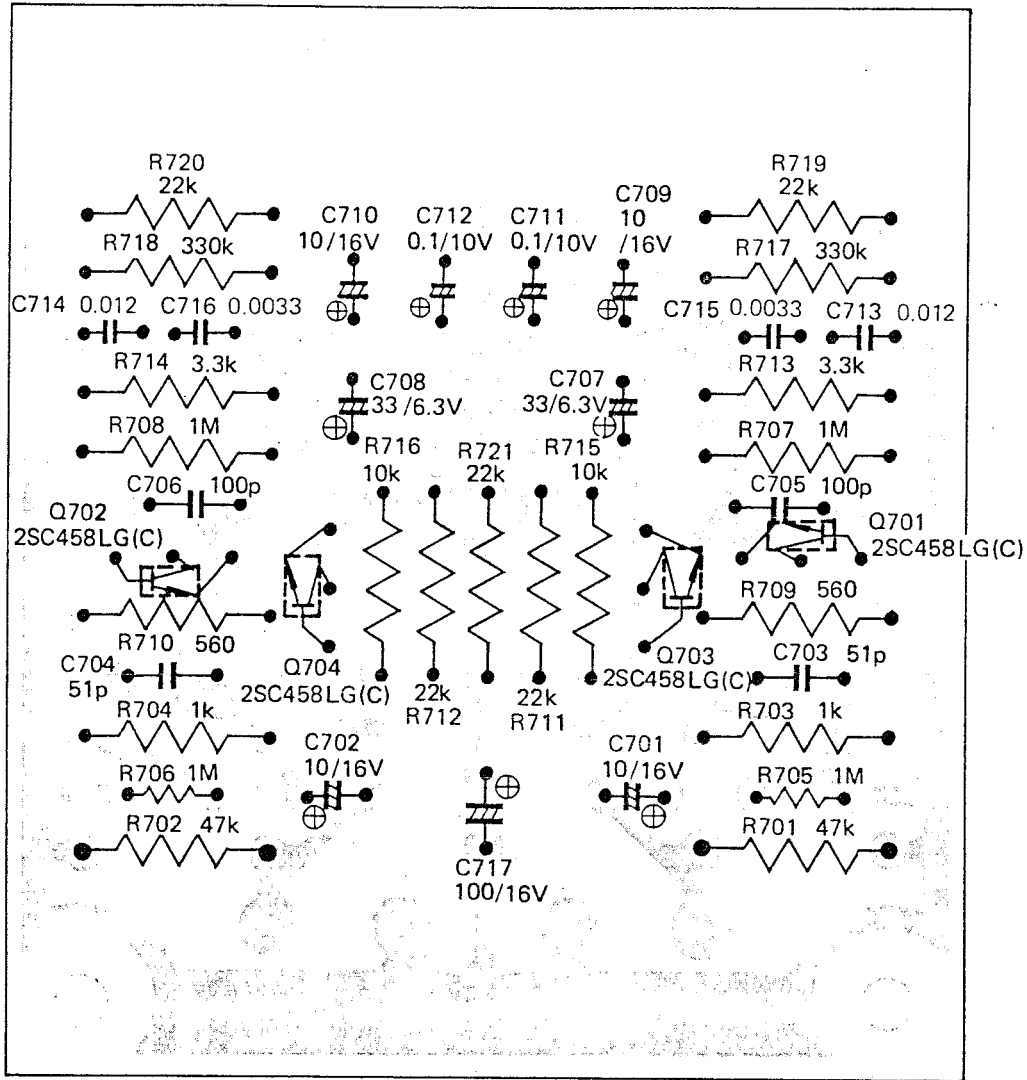 R720
22k
R719
22k
C710
10/16V
C712
0.1/10V
C711
0.1/10V
C709
10
/16V
R718 330k
R717 330k
C714 0.012 C716 0.0033
C715 0.0033 C713 0.012
R714 3.3k
R713 3.3k
C708
33/6.3V
C707
33/6.3V
R708 1M
R707 1M
R716
10k
R721
22k
R715
10k
C706 100p
C705 100p
Q702
2SC458LG(C)
Q701
2SC458LG(C)
R709 560
R710 560
Q704
2SC458LG(C)
Q703
2SC458LG(C)
C704
51p
C703 51p
22k
R712
22k
R711
R704 1k
R703 1k
C702
10/16V
C701
10/16V
R706 1M
R705 1M
R702 47k
R701 47k
C717
100/16V